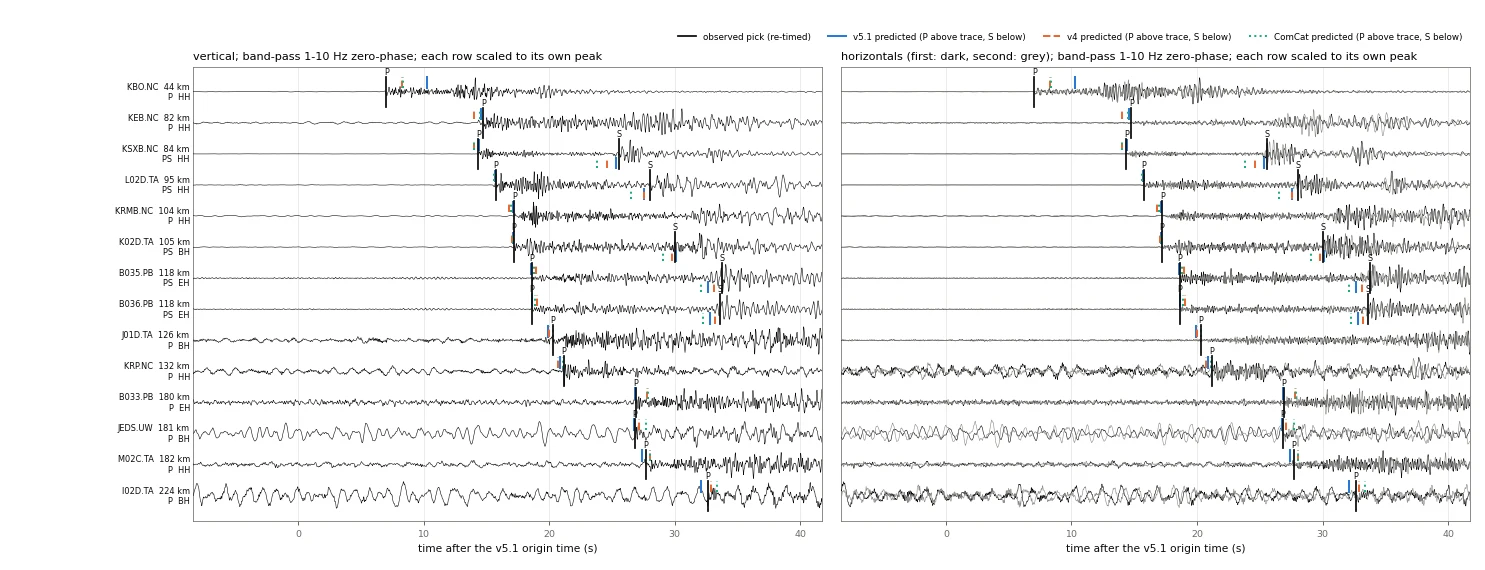 observed pick (re-timed) v5.1 predicted (P above trace, S below) v4 predicted (P above trace, S below) ComCat predicted (P above trace, S below)
vertical; band-pass 1-10 Hz zero-phase; each row scaled to its own peak
horizontals (first: dark, second: grey); band-pass 1-10 Hz zero-phase; each row scaled to its own peak
KBO.NC 44 km
P HH
KEB.NC 82 km
P HH
KSXB.NC 84 km
PS HH
L02D.TA 95 km
PS HH
KRMB.NC 104 km
P HH
K02D.TA 105 km
PS BH
B035.PB 118 km
PS EH
B036.PB 118 km
PS EH
J01D.TA 126 km
P BH
KRP.NC 132 km
P HH
B033.PB 180 km
P EH
JEDS.UW 181 km
P BH
M02C.TA 182 km
P HH
I02D.TA 224 km
P BH
P
P
P
S
P
S
P
P
S
P
S
P
P
P
P
P
P
P
P
P
P
S
P
S
P
P
S
P
S
P
P
P
P
P
P
0 10 20 30 40
time after the v5.1 origin time (s)
0 10 20 30 40
time after the v5.1 origin time (s)